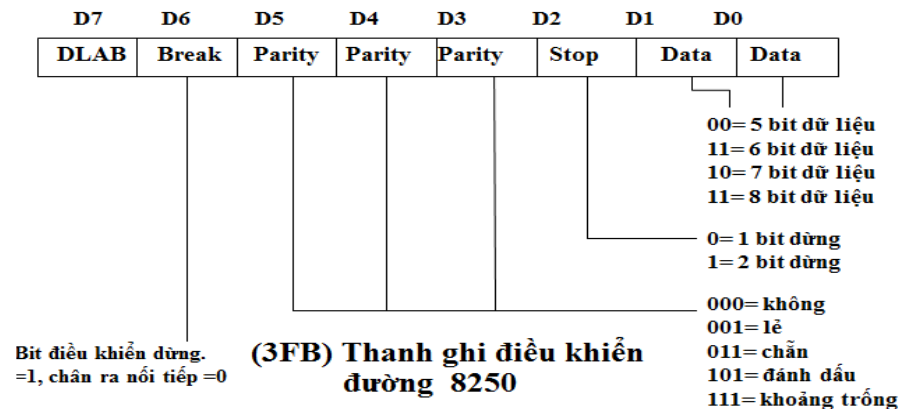 D7 D6 D5 D4 D3 D2 D1 D0
DLAB Break Parity Parity Parity Stop Data Data
00= 5 bit dữ liệu
11= 6 bit dữ liệu
10= 7 bit dữ liệu
11= 8 bit dữ liệu
0= 1 bit dừng
1= 2 bit dừng
000= không
001= lẻ
011= chẵn
101= đánh dấu
111= khoảng trống
Bit điều khiển dừng.
=1, chân ra nối tiếp =0
(3FB) Thanh ghi điều khiển
đường 8250